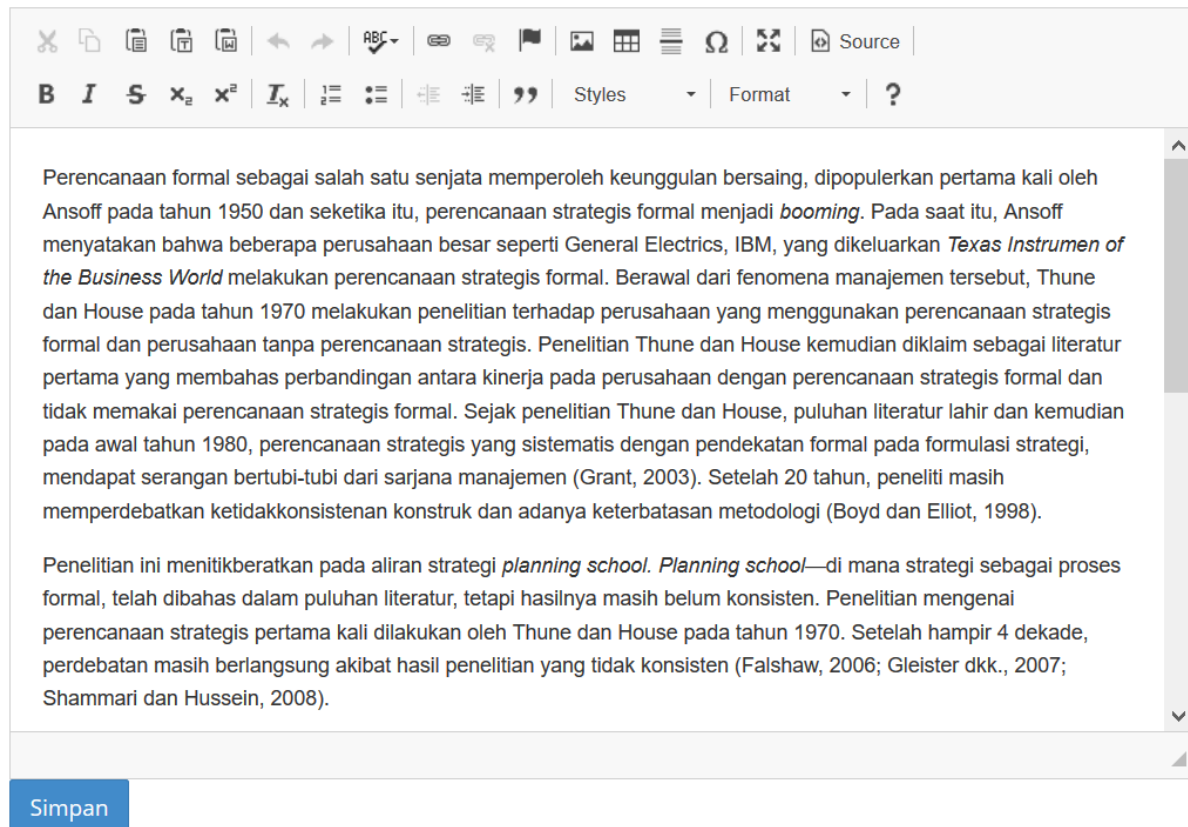 ABC
Source
B I S x₂ x² Iₓ Styles Format ?
Perencanaan formal sebagai salah satu senjata memperoleh keunggulan bersaing, dipopulerkan pertama kali oleh
Ansoff pada tahun 1950 dan seketika itu, perencanaan strategis formal menjadi booming. Pada saat itu, Ansoff
menyatakan bahwa beberapa perusahaan besar seperti General Electrics, IBM, yang dikeluarkan Texas Instrumen of
the Business World melakukan perencanaan strategis formal. Berawal dari fenomena manajemen tersebut, Thune
dan House pada tahun 1970 melakukan penelitian terhadap perusahaan yang menggunakan perencanaan strategis
formal dan perusahaan tanpa perencanaan strategis. Penelitian Thune dan House kemudian diklaim sebagai literatur
pertama yang membahas perbandingan antara kinerja pada perusahaan dengan perencanaan strategis formal dan
tidak memakai perencanaan strategis formal. Sejak penelitian Thune dan House, puluhan literatur lahir dan kemudian
pada awal tahun 1980, perencanaan strategis yang sistematis dengan pendekatan formal pada formulasi strategi,
mendapat serangan bertubi-tubi dari sarjana manajemen (Grant, 2003). Setelah 20 tahun, peneliti masih
memperdebatkan ketidakkonsistenan konstruk dan adanya keterbatasan metodologi (Boyd dan Elliot, 1998).
Penelitian ini menitikberatkan pada aliran strategi planning school. Planning school—di mana strategi sebagai proses
formal, telah dibahas dalam puluhan literatur, tetapi hasilnya masih belum konsisten. Penelitian mengenai
perencanaan strategis pertama kali dilakukan oleh Thune dan House pada tahun 1970. Setelah hampir 4 dekade,
perdebatan masih berlangsung akibat hasil penelitian yang tidak konsisten (Falshaw, 2006; Gleister dkk., 2007;
Shammari dan Hussein, 2008).
Simpan